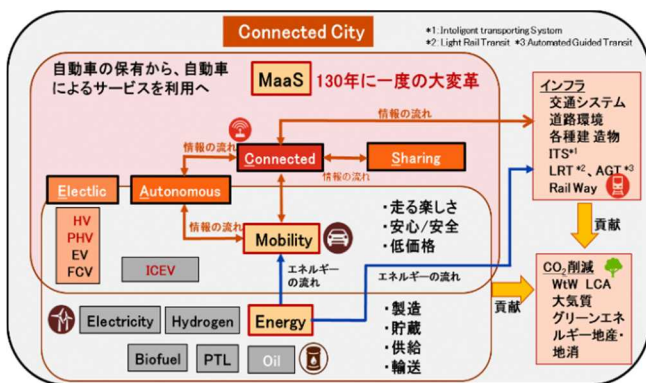 Connected City
*1: Inteligent transporting System
*2: Light Rail Transit *3 Automated Guided Transit
自動車の保有から、自動車
によるサービスを利用へ
MaaS
130年に一度の大変革
情報の流れ
情報の流れ
Connected
情報の流れ
Sharing
Electlic
Autonomous
情報の流れ
Mobility
HV
PHV
EV
FCV
ICEV
・走る楽しさ
・安心/安全
・低価格
エネルギー
の流れ
エネルギーの流れ
Electricity
Hydrogen
Energy
Biofuel
PTL
Oil
・製造
・貯蔵
・供給
・輸送
インフラ
交通システム
道路環境
各種建造物
ITS*1
LRT*2、AGT*3
Rail Way
貢献
貢献
CO2削減
WtW LCA
大気質
グリーンエネ
ルギー地産・
地消